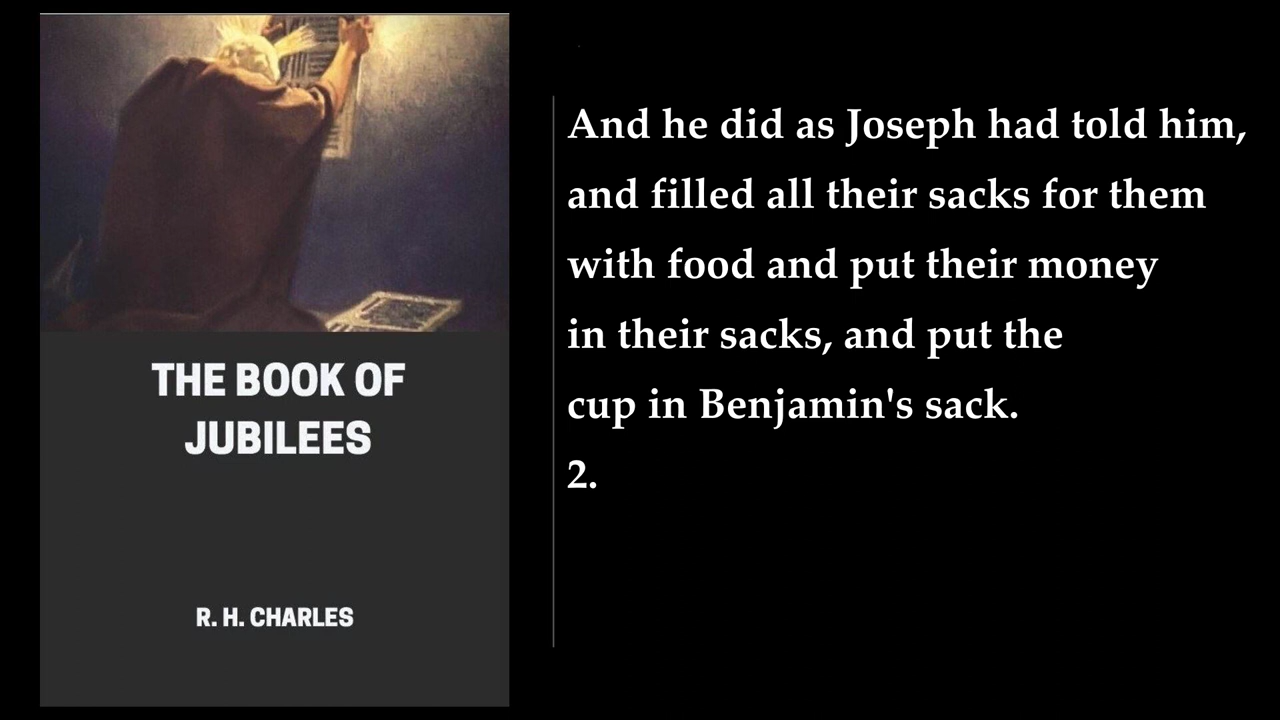 THE BOOK OF
JUBILEES
R. H. CHARLES
And he did as Joseph had told him,
and filled all their sacks for them
with food and put their money
in their sacks, and put the
cup in Benjamin's sack.
2.